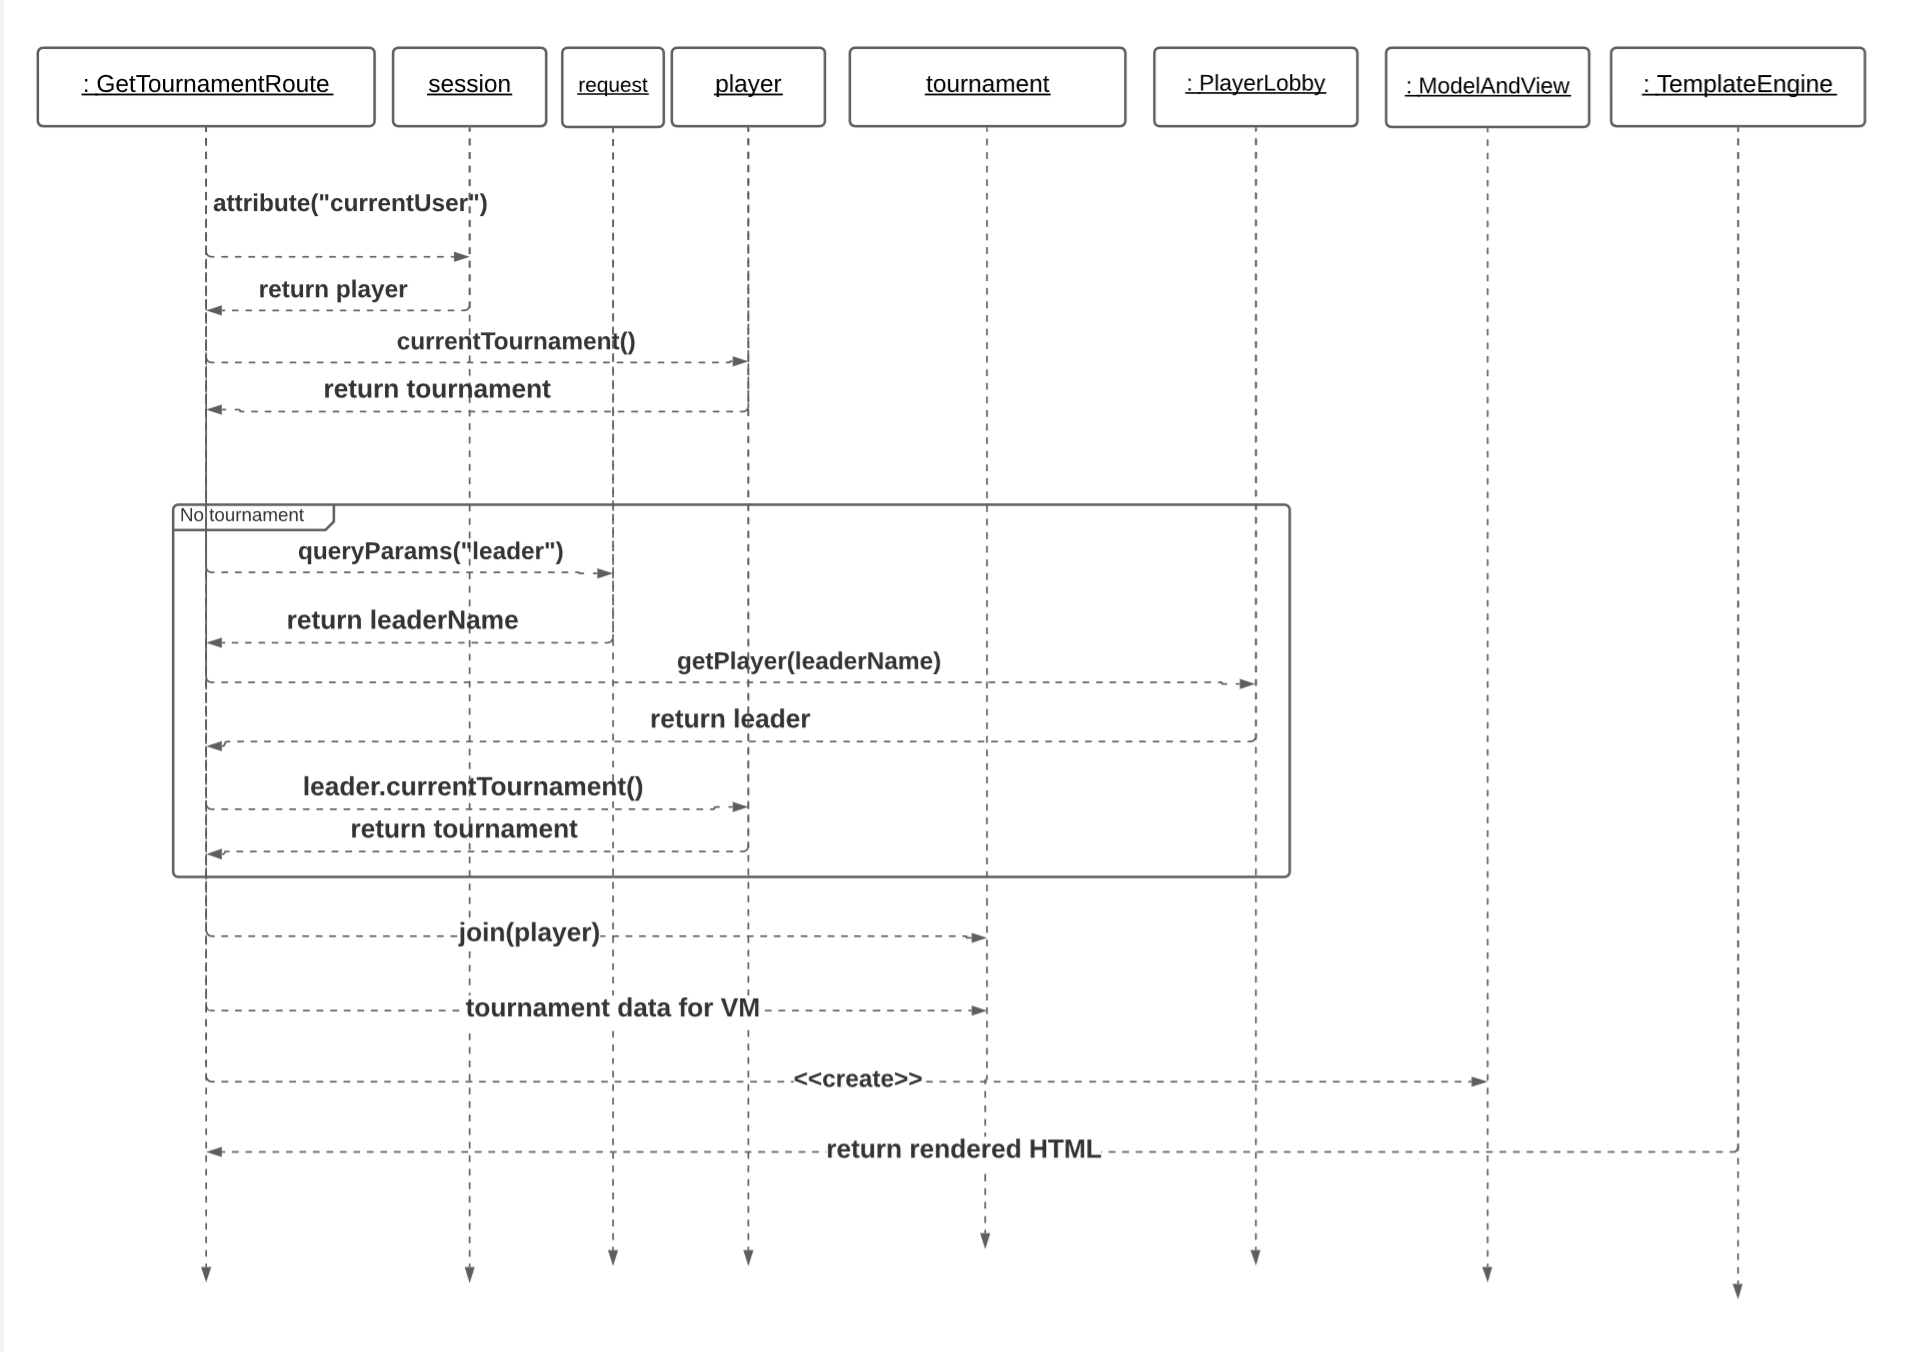 : GetTournamentRoute
session
request
player
tournament
: PlayerLobby
: ModelAndView
: TemplateEngine
attribute("currentUser")
return player
currentTournament()
return tournament
No tournament
queryParams("leader")
return leaderName
getPlayer(leaderName)
return leader
leader.currentTournament()
return tournament
join(player)
tournament data for VM
<<create>>
return rendered HTML